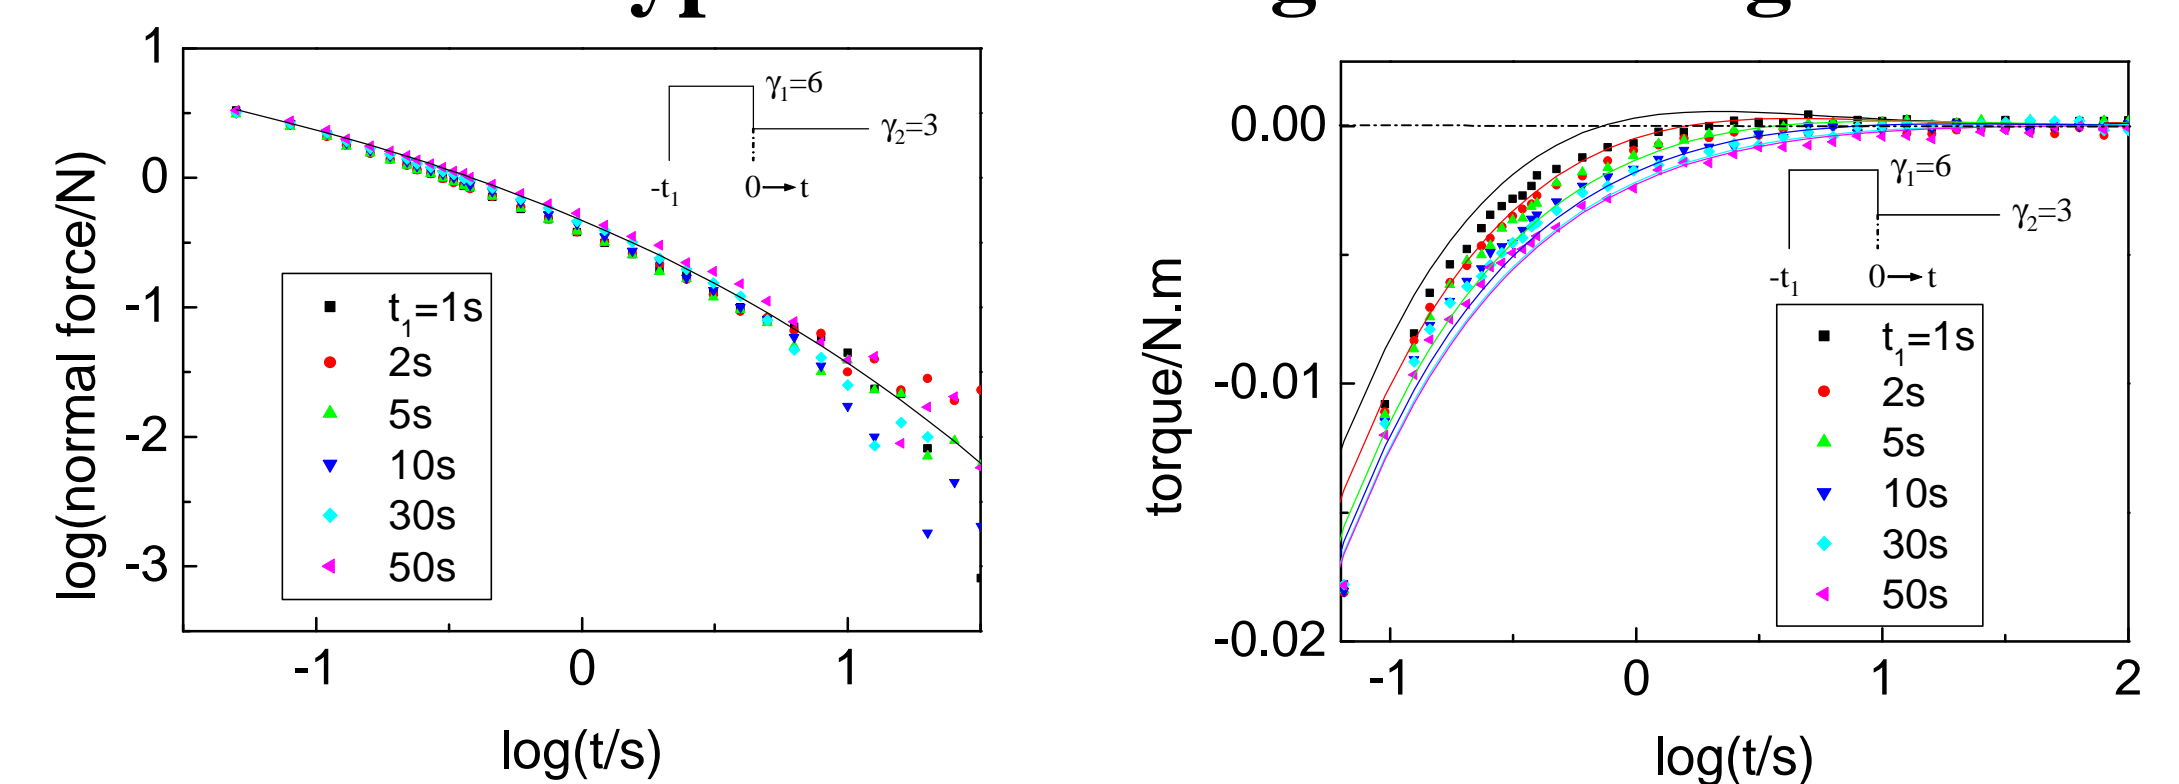 1
0
-1
-2
-3
log(normal force/N)
γ1=6
γ2=3
-t1
0→t
t1=1s
2s
5s
10s
30s
50s
-1
0
1
log(t/s)
0.00
-0.01
-0.02
torque/N.m
γ1=6
γ2=3
-t1
0→t
t1=1s
2s
5s
10s
30s
50s
-1
0
1
2
log(t/s)